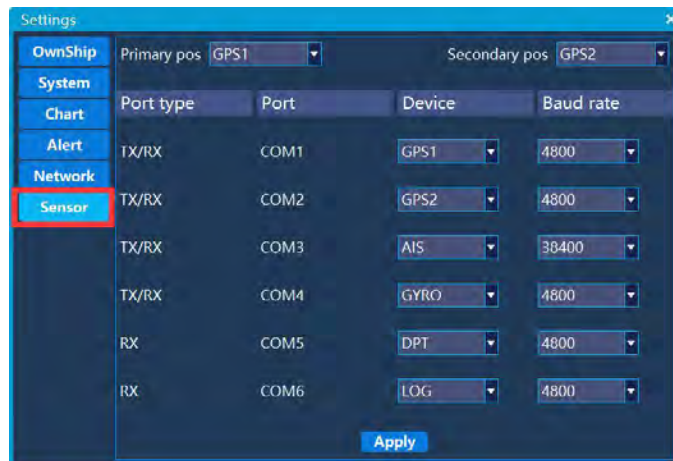 Settings
OwnShip
System
Chart
Alert
Network
Sensor
Primary pos GPS1 Secondary pos GPS2
Port type Port Device Baud rate
TX/RX COM1 GPS1 4800
TX/RX COM2 GPS2 4800
TX/RX COM3 AIS 38400
TX/RX COM4 GYRO 4800
RX COM5 DPT 4800
RX COM6 LOG 4800
Apply